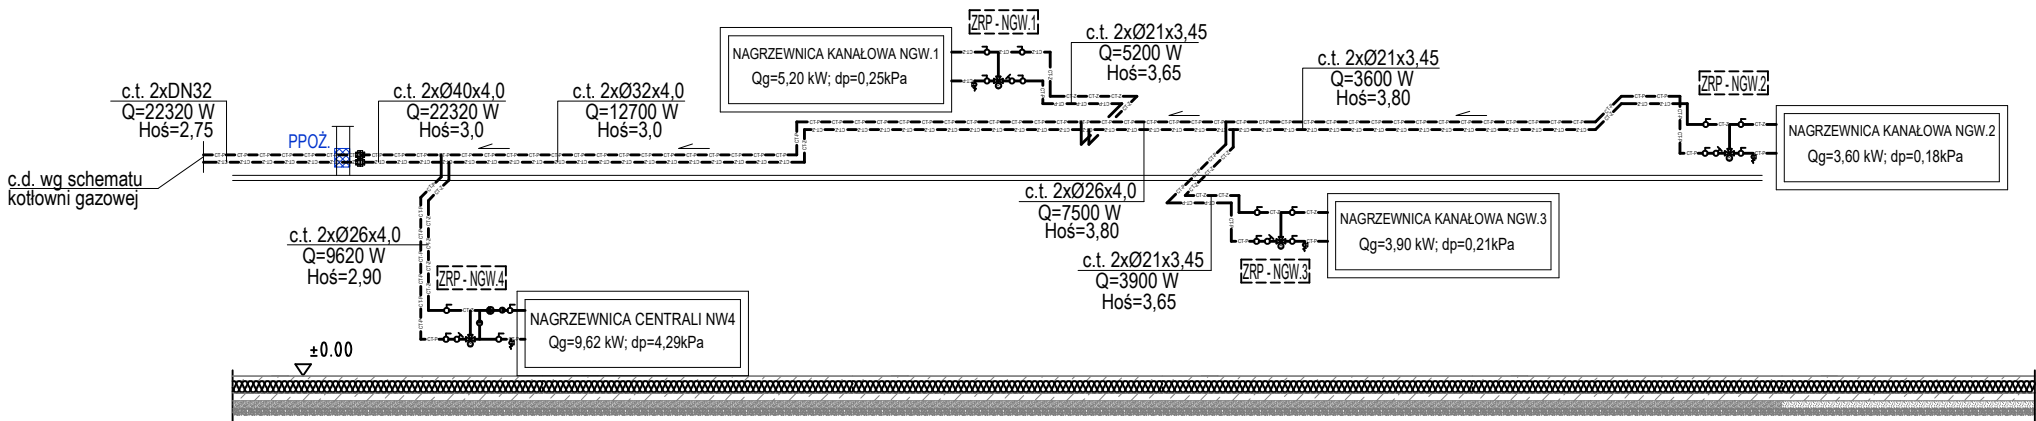 c.t. 2xDN32
Q=22320 W
Hoś=2,75
PPOŻ.
c.t. 2xØ40x4,0
Q=22320 W
Hoś=3,0
c.t. 2xØ32x4,0
Q=12700 W
Hoś=3,0
NAGRZEWNICA KANAŁOWA NGW.1
Qg=5,20 kW; dp=0,25kPa
ZRP - NGW.1
c.t. 2xØ21x3,45
Q=5200 W
Hoś=3,65
c.t. 2xØ21x3,45
Q=3600 W
Hoś=3,80
ZRP - NGW.2
NAGRZEWNICA KANAŁOWA NGW.2
Qg=3,60 kW; dp=0,18kPa
c.d. wg schematu
kotłowni gazowej
c.t. 2xØ26x4,0
Q=9620 W
Hoś=2,90
ZRP - NGW.4
NAGRZEWNICA CENTRALI NW4
Qg=9,62 kW; dp=4,29kPa
c.t. 2xØ26x4,0
Q=7500 W
Hoś=3,80
c.t. 2xØ21x3,45
Q=3900 W
Hoś=3,65
ZRP - NGW.3
NAGRZEWNICA KANAŁOWA NGW.3
Qg=3,90 kW; dp=0,21kPa
±0.00